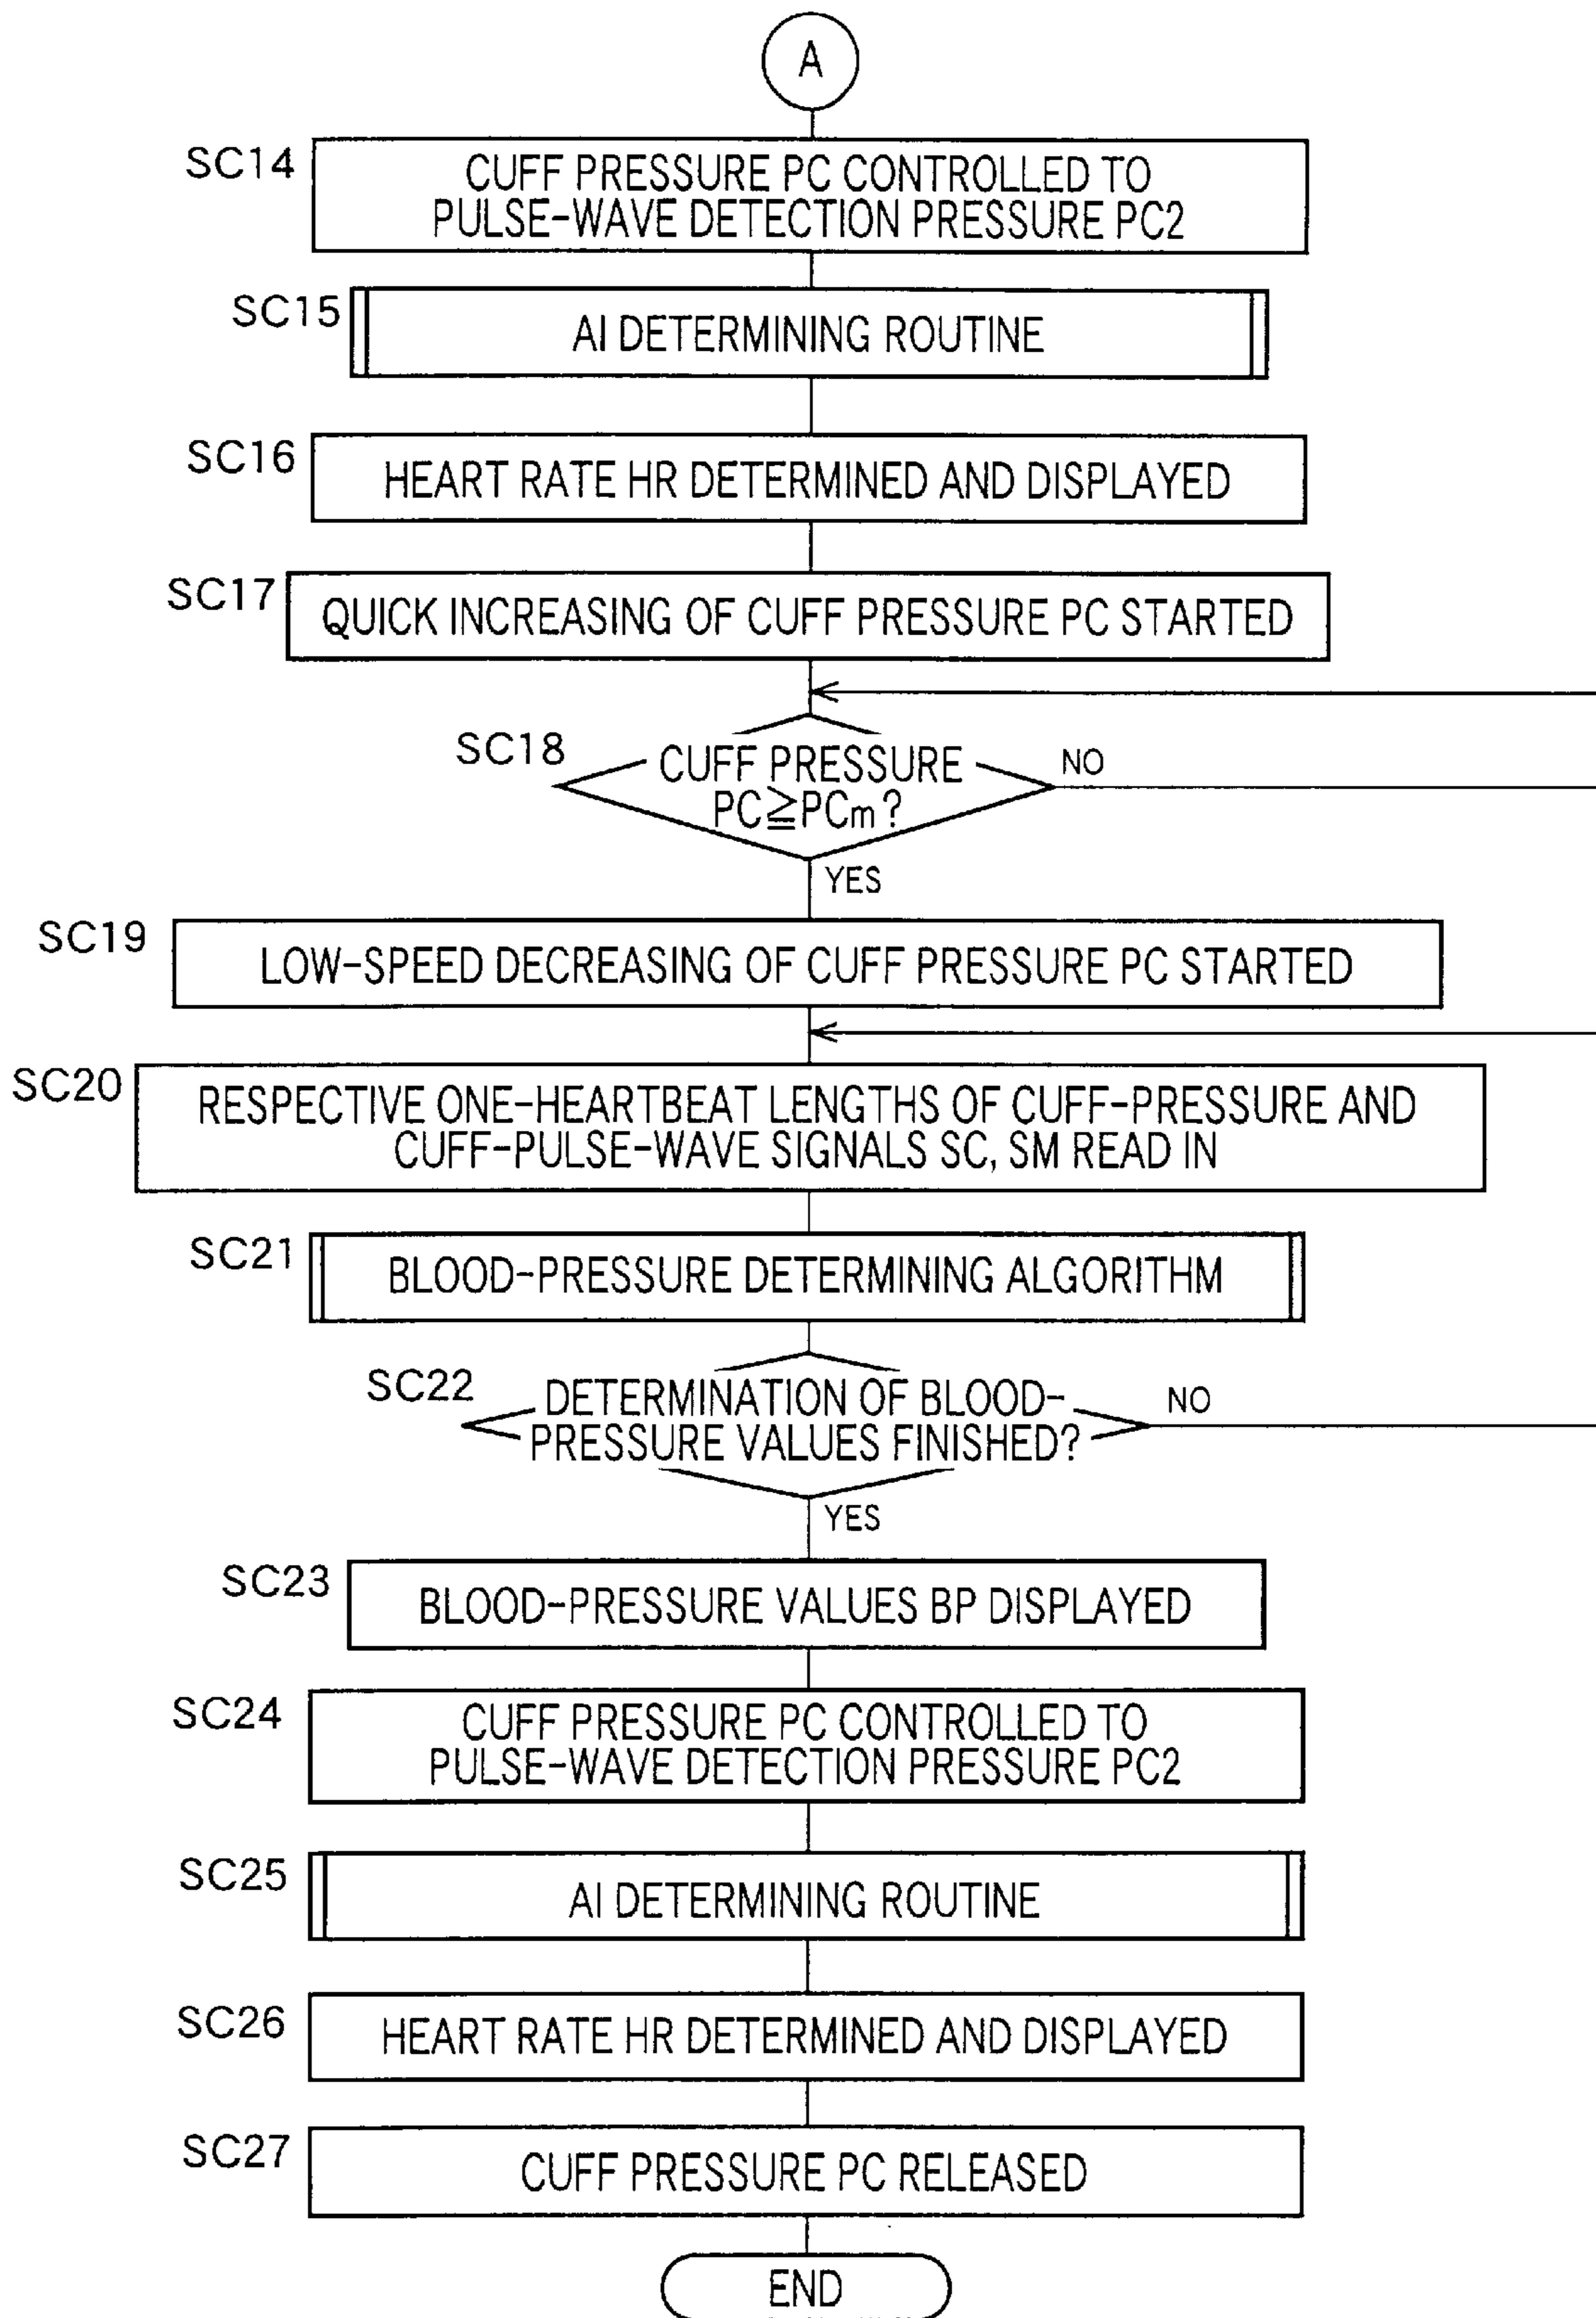 A
SC14
CUFF PRESSURE PC CONTROLLED TO
PULSE-WAVE DETECTION PRESSURE PC2
SC15
AI DETERMINING ROUTINE
SC16
HEART RATE HR DETERMINED AND DISPLAYED
SC17
QUICK INCREASING OF CUFF PRESSURE PC STARTED
SC18
CUFF PRESSURE
PC≧PCm?
NO
YES
SC19
LOW-SPEED DECREASING OF CUFF PRESSURE PC STARTED
SC20
RESPECTIVE ONE-HEARTBEAT LENGTHS OF CUFF-PRESSURE AND
CUFF-PULSE-WAVE SIGNALS SC, SM READ IN
SC21
BLOOD-PRESSURE DETERMINING ALGORITHM
SC22
DETERMINATION OF BLOOD-
PRESSURE VALUES FINISHED?
NO
YES
SC23
BLOOD-PRESSURE VALUES BP DISPLAYED
SC24
CUFF PRESSURE PC CONTROLLED TO
PULSE-WAVE DETECTION PRESSURE PC2
SC25
AI DETERMINING ROUTINE
SC26
HEART RATE HR DETERMINED AND DISPLAYED
SC27
CUFF PRESSURE PC RELEASED
END